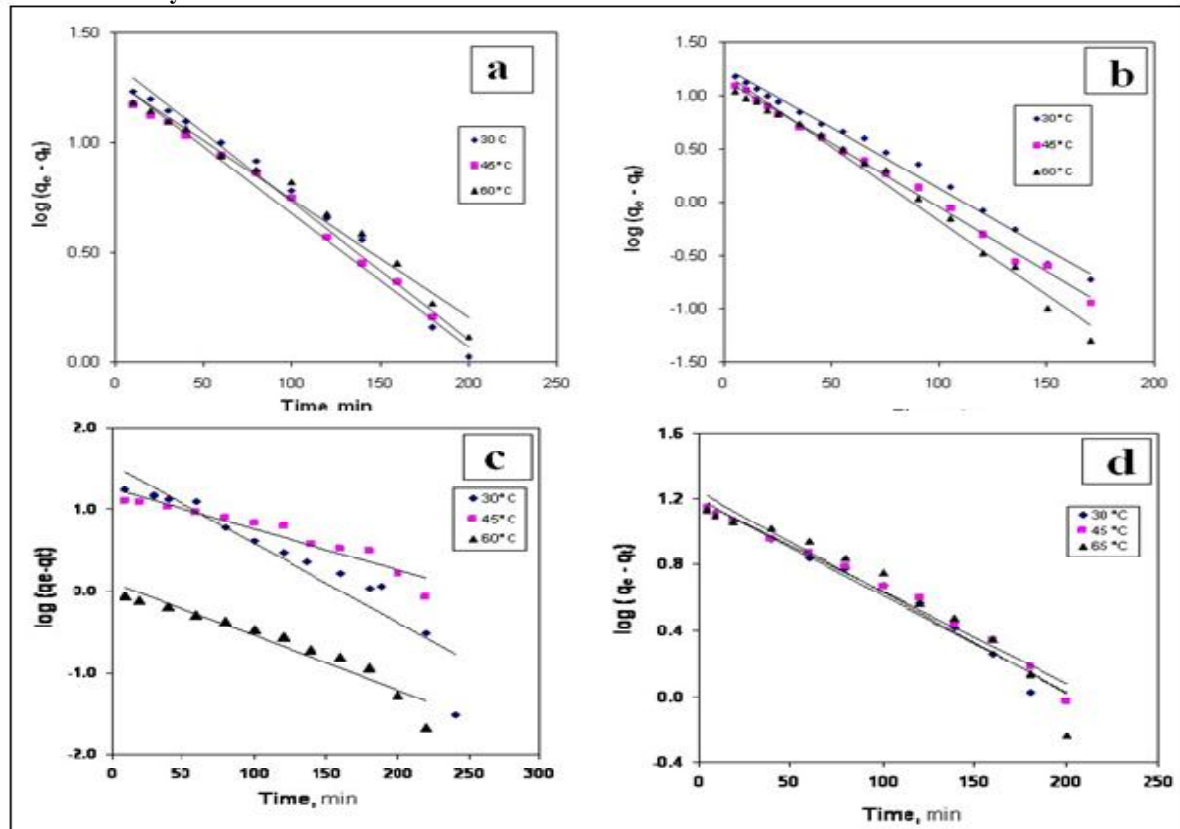 a
1.50
1.00
0.50
0.00
log (qe - qt)
30 C
45°C
60°C
0
50
100
150
200
250
Time, min
b
1.50
1.00
0.50
0.00
-0.50
-1.00
-1.50
log (qe - qt)
30°C
45°C
60°C
0
50
100
150
200
c
2.0
1.0
0.0
-1.0
-2.0
log (qe-qt)
30°C
45°C
60°C
0
50
100
150
200
250
300
Time, min
d
1.6
1.2
0.8
0.4
0.0
-0.4
log ( qe - qt)
30 °C
45 °C
65 °C
0
50
100
150
200
250
Time, min